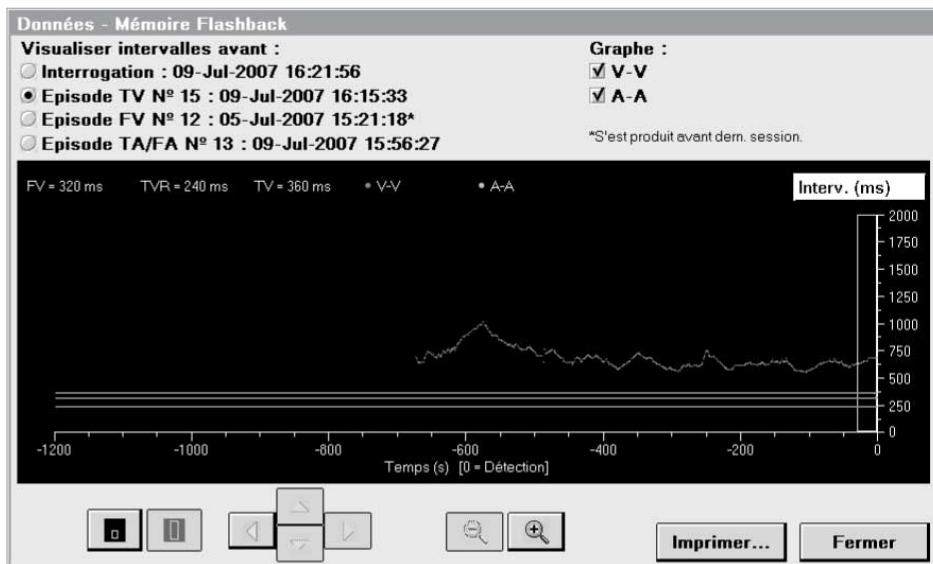 Données - Mémoire Flashback
Visualiser intervalles avant :
Interrogation : 09-Jul-2007 16:21:56
Episode TV Nº 15 : 09-Jul-2007 16:15:33
Episode FV Nº 12 : 05-Jul-2007 15:21:18*
Episode TA/FA Nº 13 : 09-Jul-2007 15:56:27
Graphe :
V-V
A-A
*S'est produit avant dern. session.
FV = 320 ms TVR = 240 ms TV = 360 ms V-V A-A
Interv. (ms)
2000
1750
1500
1250
1000
750
500
250
0
-1200 -1000 -800 -600 -400 -200 0
Temps (s) [0 = Détection]
Imprimer... Fermer